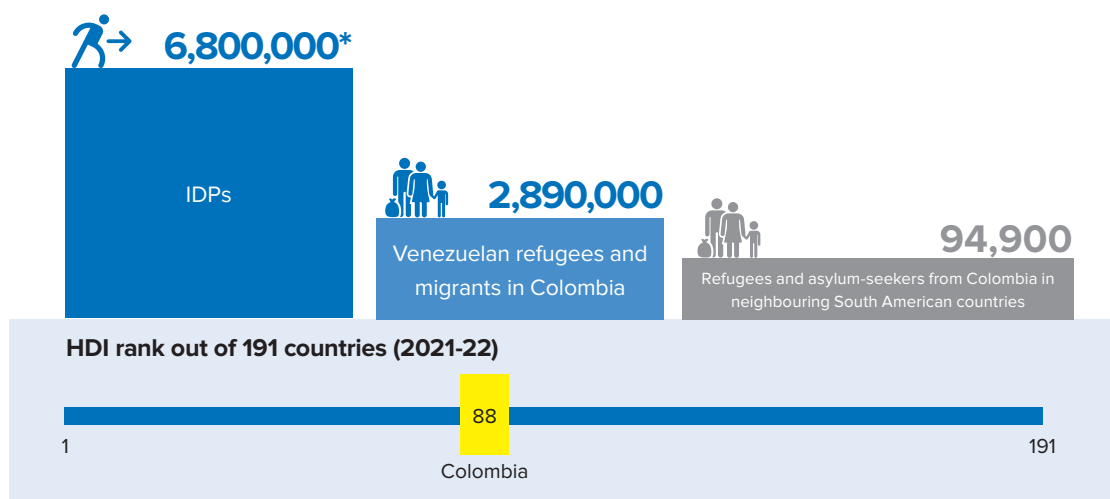 6,800,000*
IDPs
2,890,000
Venezuelan refugees and
migrants in Colombia
94,900
Refugees and asylum-seekers from Colombia in
neighbouring South American countries
HDI rank out of 191 countries (2021-22)
88
1
191
Colombia